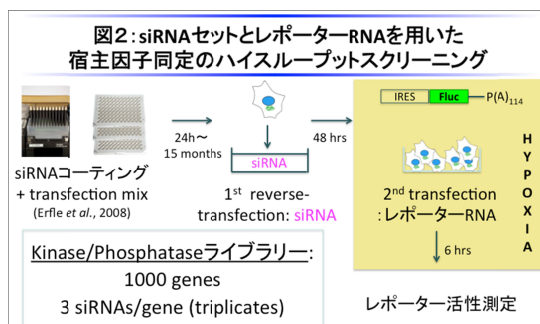 図2:siRNAセットとレポーターRNAを用いた
宿主因子同定のハイスループットスクリーニング
siRNAコーティング
+ transfection mix
(Erfle et al., 2008)
24h〜
15 months
siRNA
1st reverse-
transfection: siRNA
48 hrs
IRES Fluc P(A)114
2nd transfection
:レポーターRNA
HYPOXIA
6 hrs
レポーター活性測定
Kinase/Phosphataseライブラリー:
1000 genes
3 siRNAs/gene (triplicates)